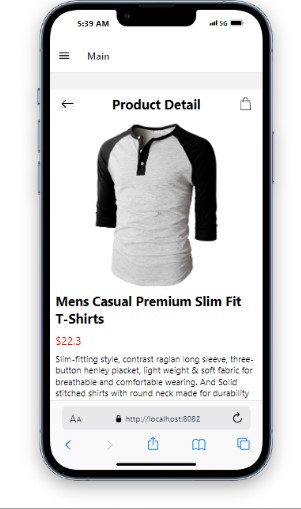 5:39 AM 5G
Main
Product Detail
Mens Casual Premium Slim Fit
T-Shirts
$22.3
Slim-fitting style, contrast raglan long sleeve, three-
button henley placket, light weight & soft fabric for
breathable and comfortable wearing. And Solid
stitched shirts with round neck made for durability
AA http://localhost:8082